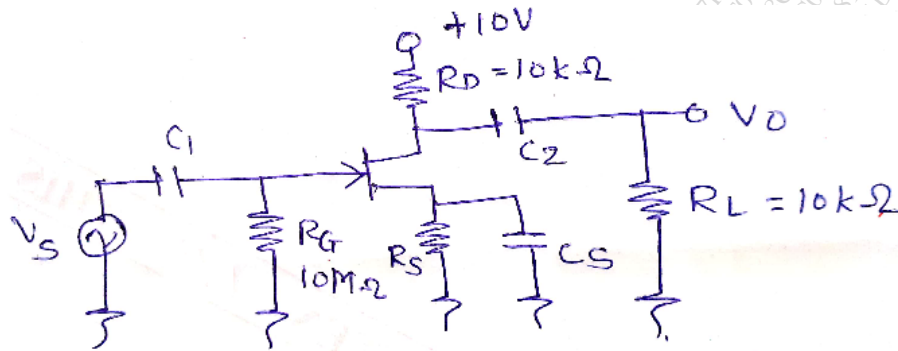 +10V
RD = 10kΩ
C1
C2
VO
VS
RG
10MΩ
RS
CS
RL = 10kΩ